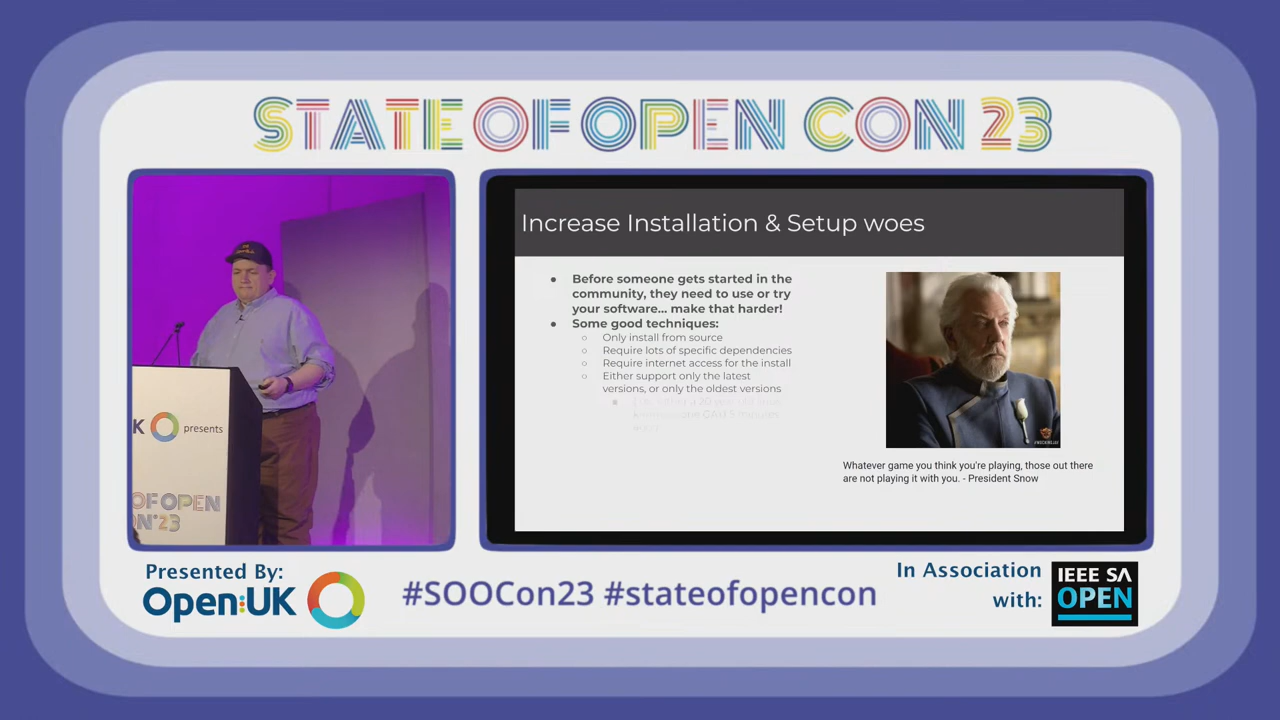 STATE OF OPEN CON 23
Increase Installation & Setup woes
● Before someone gets started in the
community, they need to use or try
your software... make that harder!
● Some good techniques:
○ Only install from source
○ Require lots of specific dependencies
○ Require internet access for the install
○ Either support only the latest
versions, or only the oldest versions
Whatever game you think you're playing, those out there
are not playing it with you. - President Snow
K presents
OF OPEN
ON'23
Presented By:
Open:UK
#SOOCon23 #stateofopencon
In Association
with:
IEEE SA
OPEN